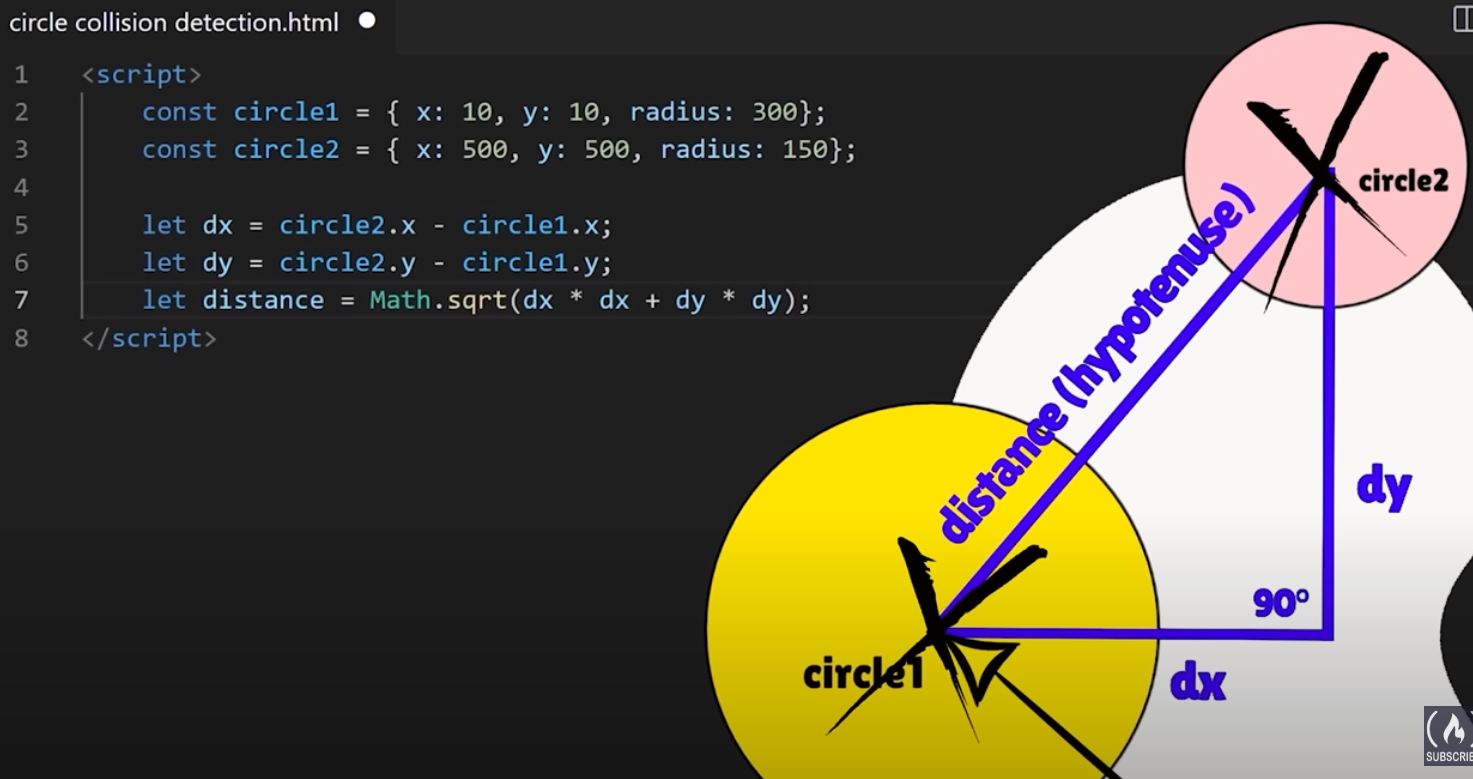 circle collision detection.html
1 <script>
2 const circle1 = { x: 10, y: 10, radius: 300};
3 const circle2 = { x: 500, y: 500, radius: 150};
4
5 let dx = circle2.x - circle1.x;
6 let dy = circle2.y - circle1.y;
7 let distance = Math.sqrt(dx * dx + dy * dy);
8 </script>
circle2
distance (hypotenuse)
dy
90°
circle1
dx
SUBSCRIB